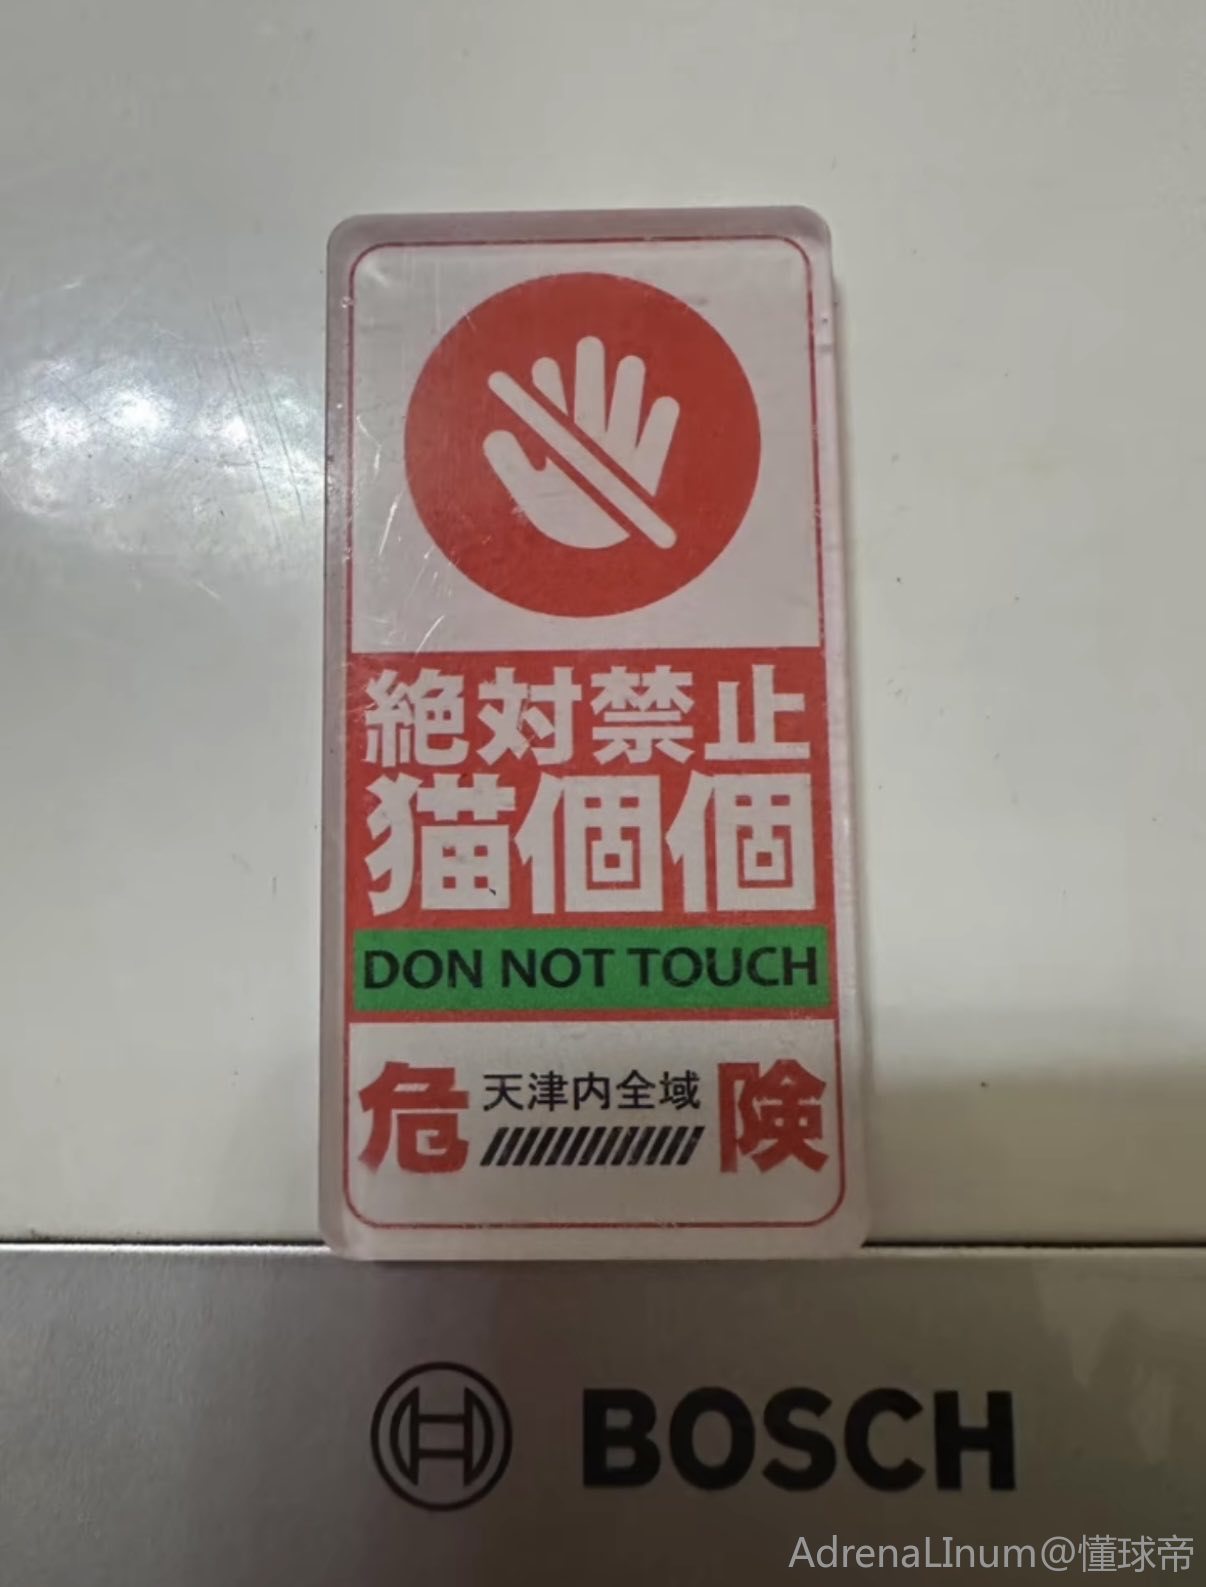 絶対禁止
猫個個
DON NOT TOUCH
危 天津内全域 険
BOSCH
AdrenaLInum@懂球帝